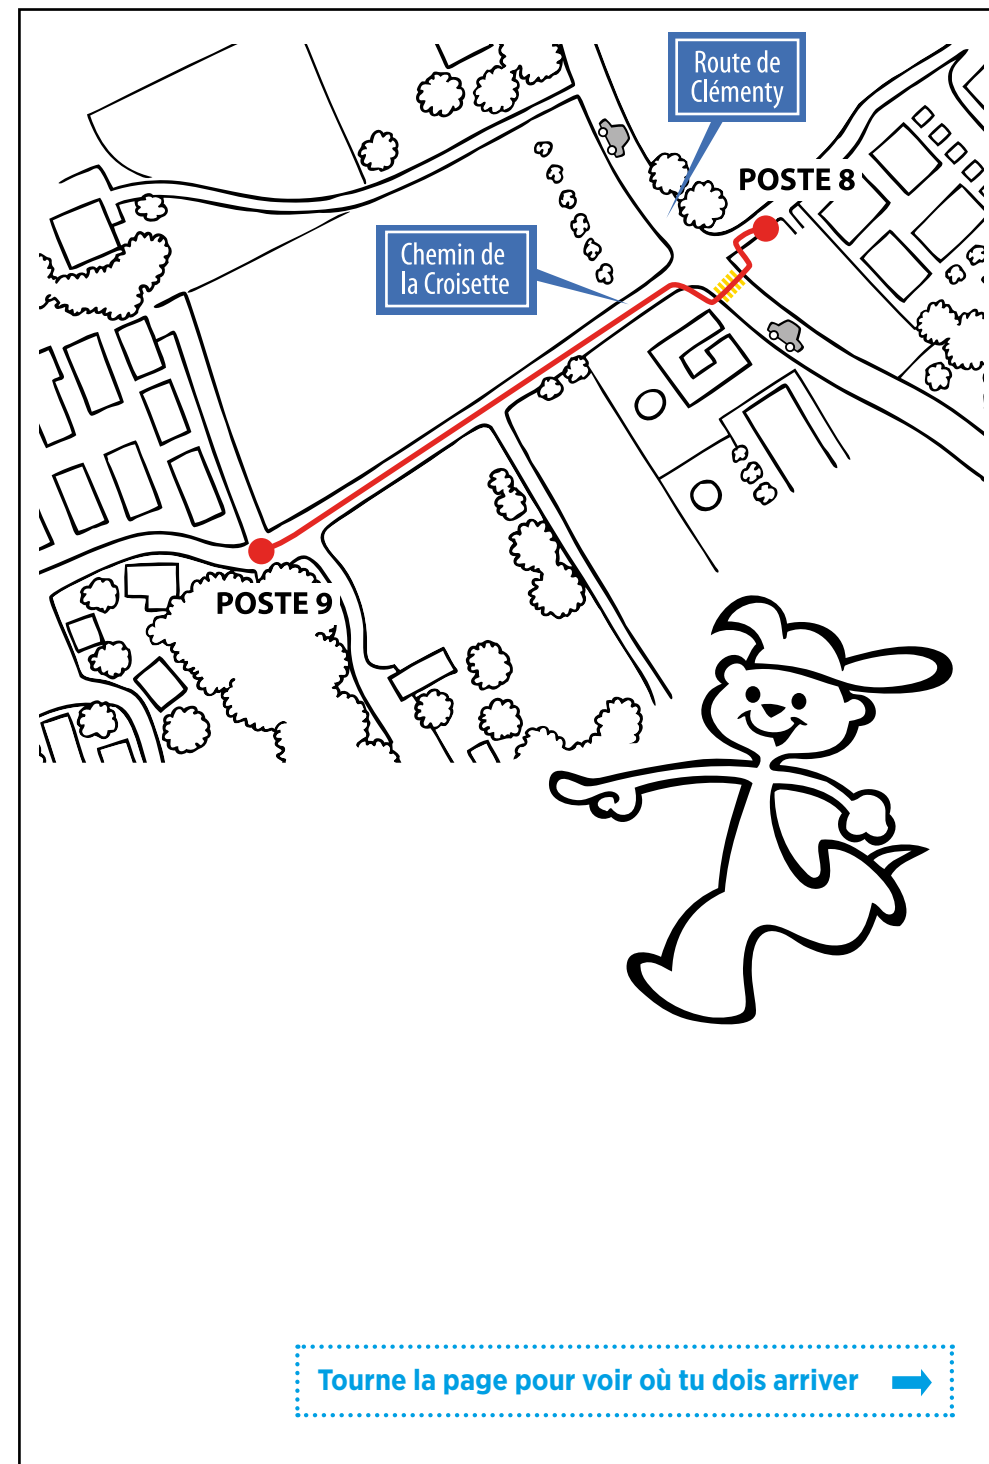 Route de
Clémenty
POSTE 8
Chemin de
la Croisette
POSTE 9
Tourne la page pour voir où tu dois arriver